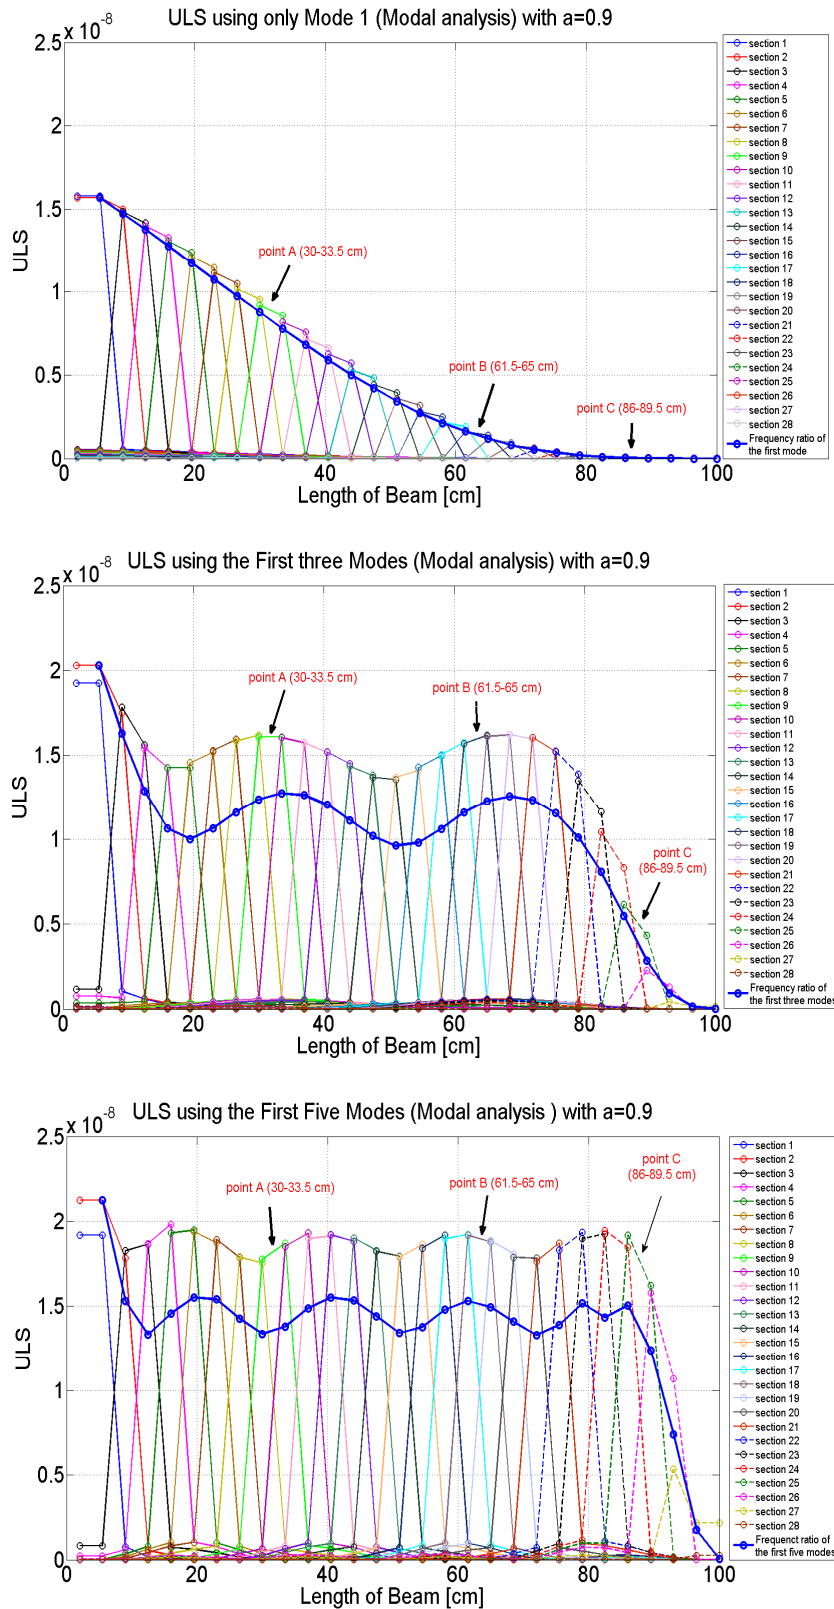 ULS using only Mode 1 (Modal analysis) with a=0.9
2.5 x 10⁻⁸
2
1.5
1
0.5
0
ULS
point A (30-33.5 cm)
point B (61.5-65 cm)
point C (86-89.5 cm)
0 20 40 60 80 100
Length of Beam [cm]
section 1
section 2
section 3
section 4
section 5
section 6
section 7
section 8
section 9
section 10
section 11
section 12
section 13
section 14
section 15
section 16
section 17
section 18
section 19
section 20
section 21
section 22
section 23
section 24
section 25
section 26
section 27
section 28
Frequency ratio of
the first mode
ULS using the First three Modes (Modal analysis) with a=0.9
2.5 x 10⁻⁸
2
1.5
1
0.5
0
ULS
point A (30-33.5 cm)
point B (61.5-65 cm)
point C
(86-89.5 cm)
0 20 40 60 80 100
Length of Beam [cm]
section 1
section 2
section 3
section 4
section 5
section 6
section 7
section 8
section 9
section 10
section 11
section 12
section 13
section 14
section 15
section 16
section 17
section 18
section 19
section 20
section 21
section 22
section 23
section 24
section 25
section 26
section 27
section 28
Frequency ratio of
the first three modes
ULS using the First Five Modes (Modal analysis ) with a=0.9
2.5 x 10⁻⁸
2
1.5
1
0.5
0
ULS
point A (30-33.5 cm)
point B (61.5-65 cm)
point C
(86-89.5 cm)
0 20 40 60 80 100
Length of Beam [cm]
section 1
section 2
section 3
section 4
section 5
section 6
section 7
section 8
section 9
section 10
section 11
section 12
section 13
section 14
section 15
section 16
section 17
section 18
section 19
section 20
section 21
section 22
section 23
section 24
section 25
section 26
section 27
section 28
Frequenct ratio of
the first five modes